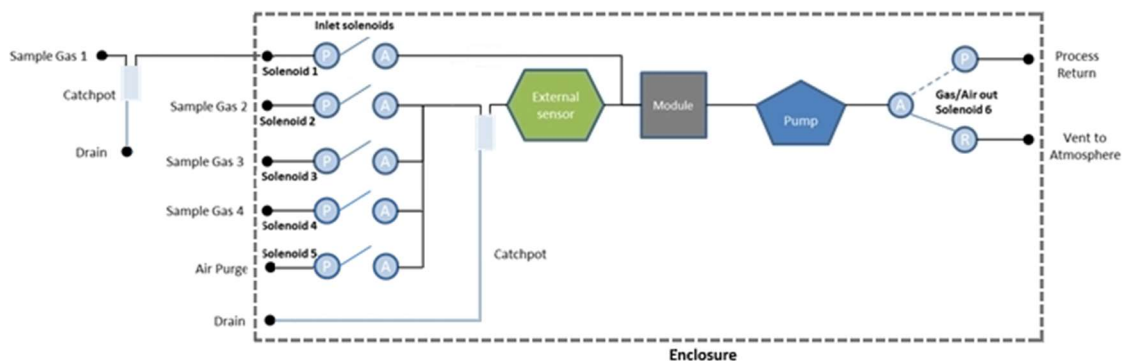 Inlet solenoids
Sample Gas 1
P
A
Solenoid 1
Catchpot
Drain
Sample Gas 2
P
A
Solenoid 2
Sample Gas 3
P
A
Solenoid 3
Sample Gas 4
P
A
Solenoid 4
Solenoid 5
Air Purge
P
A
Drain
Catchpot
External
sensor
Module
Pump
A
P
Gas/Air out
Solenoid 6
R
Process
Return
Vent to
Atmosphere
Enclosure